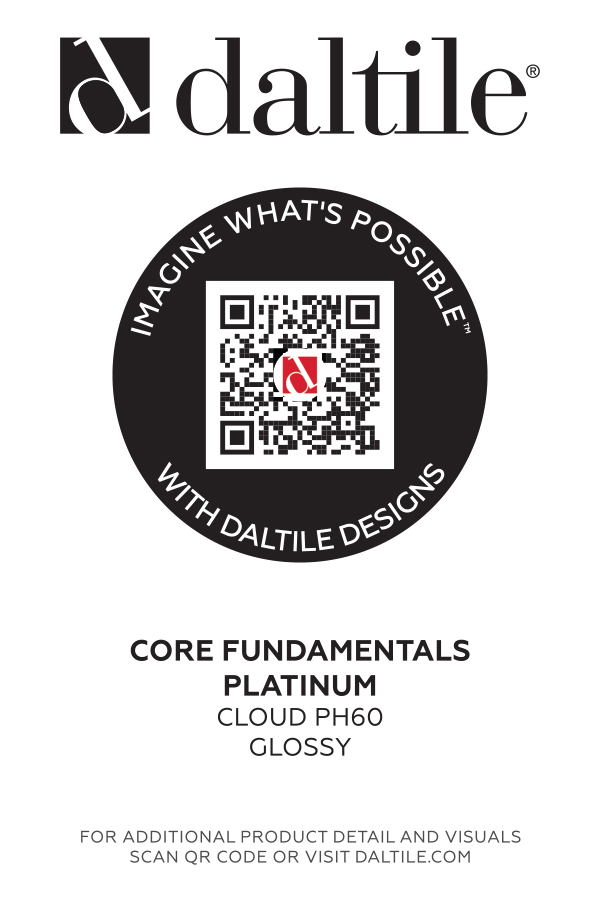 daltile®
IMAGINE WHAT'S POSSIBLE™
WITH DALTILE DESIGNS
CORE FUNDAMENTALS
PLATINUM
CLOUD PH60
GLOSSY
FOR ADDITIONAL PRODUCT DETAIL AND VISUALS
SCAN QR CODE OR VISIT DALTILE.COM